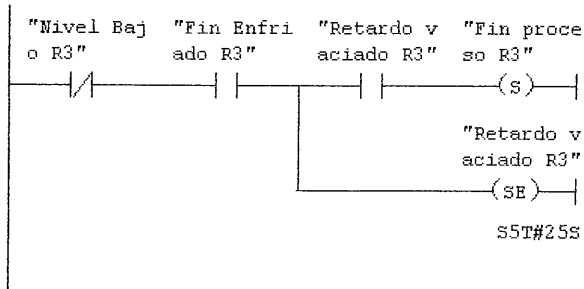 "Nivel Baj "Fin Enfri "Retardo v "Fin proce
o R3" ado R3" aciado R3" so R3"
(S)
"Retardo v
aciado R3"
(SE)
S5T#25S